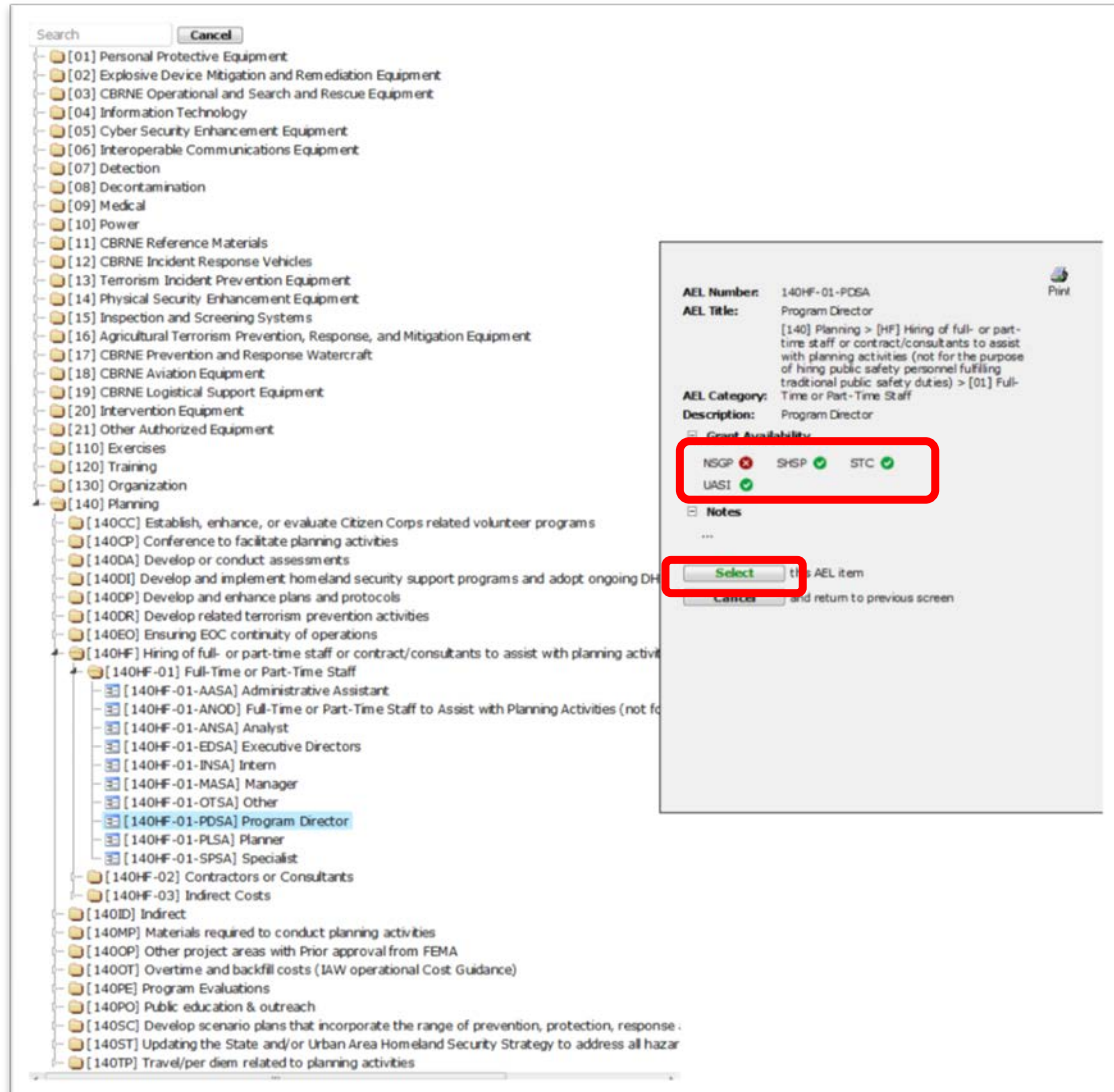 Search Cancel
[01] Personal Protective Equipment
[02] Explosive Device Mitigation and Remediation Equipment
[03] CBRNE Operational and Search and Rescue Equipment
[04] Information Technology
[05] Cyber Security Enhancement Equipment
[06] Interoperable Communications Equipment
[07] Detection
[08] Decontamination
[09] Medical
[10] Power
[11] CBRNE Reference Materials
[12] CBRNE Incident Response Vehicles
[13] Terrorism Incident Prevention Equipment
[14] Physical Security Enhancement Equipment
[15] Inspection and Screening Systems
[16] Agricultural Terrorism Prevention, Response, and Mitigation Equipment
[17] CBRNE Prevention and Response Watercraft
[18] CBRNE Aviation Equipment
[19] CBRNE Logistical Support Equipment
[20] Intervention Equipment
[21] Other Authorized Equipment
[110] Exercises
[120] Training
[130] Organization
[140] Planning
[140CC] Establish, enhance, or evaluate Citizen Corps related volunteer programs
[140CP] Conference to facilitate planning activities
[140DA] Develop or conduct assessments
[140DI] Develop and implement homeland security support programs and adopt ongoing DH
[140DP] Develop and enhance plans and protocols
[140DR] Develop related terrorism prevention activities
[140EO] Ensuring EOC continuity of operations
[140HF] Hiring of full- or part-time staff or contract/consultants to assist with planning activit
[140HF-01] Full-Time or Part-Time Staff
[140HF-01-AASA] Administrative Assistant
[140HF-01-ANOD] Full-Time or Part-Time Staff to Assist with Planning Activities (not fo
[140HF-01-ANSA] Analyst
[140HF-01-EDSA] Executive Directors
[140HF-01-INSA] Intern
[140HF-01-MASA] Manager
[140HF-01-OTSA] Other
[140HF-01-PDSA] Program Director
[140HF-01-PLSA] Planner
[140HF-01-SPSA] Specialist
[140HF-02] Contractors or Consultants
[140HF-03] Indirect Costs
[140ID] Indirect
[140MP] Materials required to conduct planning activities
[140OP] Other project areas with Prior approval from FEMA
[140OT] Overtime and backfill costs (IAW operational Cost Guidance)
[140PE] Program Evaluations
[140PO] Public education & outreach
[140SC] Develop scenario plans that incorporate the range of prevention, protection, response
[140ST] Updating the State and/or Urban Area Homeland Security Strategy to address all hazar
[140TP] Travel/per diem related to planning activities
Print
AEL Number: 140HF-01-PDSA
AEL Title: Program Director
[140] Planning > [HF] Hiring of full- or part-
time staff or contract/consultants to assist
with planning activities (not for the purpose
of hiring public safety personnel fulfilling
traditional public safety duties) > [01] Full-
AEL Category: Time or Part-Time Staff
Description: Program Director
Grant Availability
NSGP SHSP STC
UASI
Notes
...
Select this AEL item
Cancel and return to previous screen